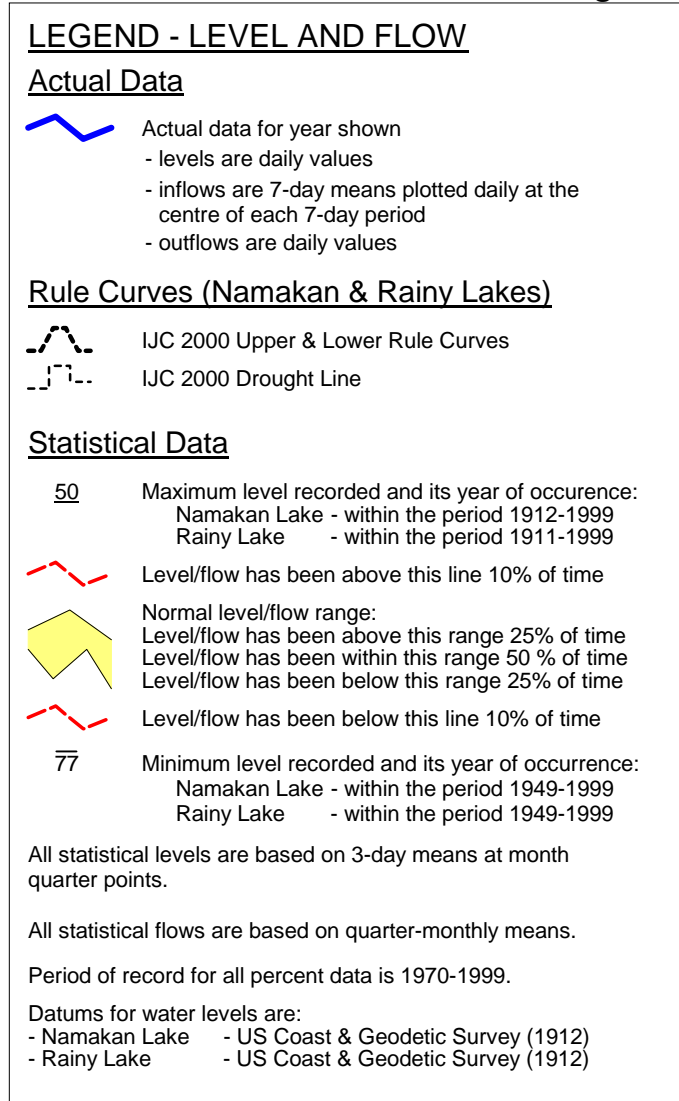 LEGEND - LEVEL AND FLOW
Actual Data
Actual data for year shown
- levels are daily values
- inflows are 7-day means plotted daily at the
centre of each 7-day period
- outflows are daily values
Rule Curves (Namakan & Rainy Lakes)
IJC 2000 Upper & Lower Rule Curves
IJC 2000 Drought Line
Statistical Data
50 Maximum level recorded and its year of occurence:
Namakan Lake - within the period 1912-1999
Rainy Lake - within the period 1911-1999
Level/flow has been above this line 10% of time
Normal level/flow range:
Level/flow has been above this range 25% of time
Level/flow has been within this range 50 % of time
Level/flow has been below this range 25% of time
Level/flow has been below this line 10% of time
77 Minimum level recorded and its year of occurrence:
Namakan Lake - within the period 1949-1999
Rainy Lake - within the period 1949-1999
All statistical levels are based on 3-day means at month
quarter points.
All statistical flows are based on quarter-monthly means.
Period of record for all percent data is 1970-1999.
Datums for water levels are:
- Namakan Lake - US Coast & Geodetic Survey (1912)
- Rainy Lake - US Coast & Geodetic Survey (1912)